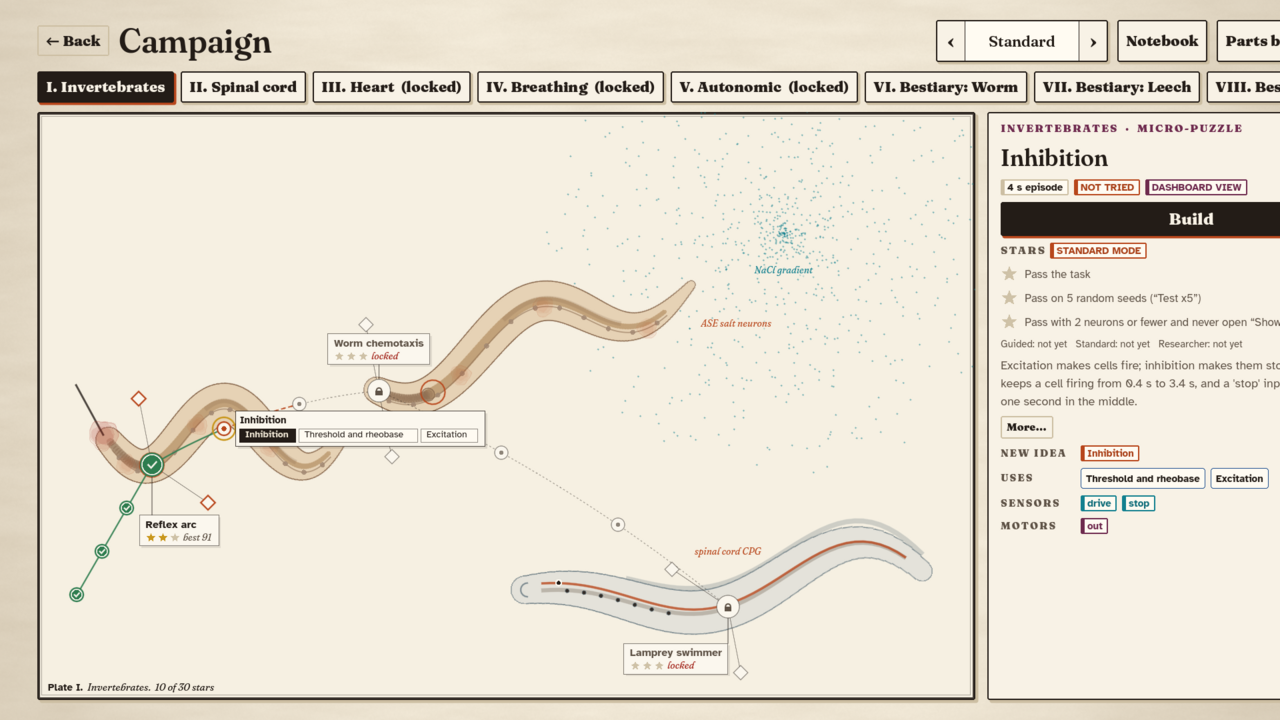 ← Back
Campaign
‹ Standard ›
Notebook
Parts b
I. Invertebrates
II. Spinal cord
III. Heart (locked)
IV. Breathing (locked)
V. Autonomic (locked)
VI. Bestiary: Worm
VII. Bestiary: Leech
VIII. Bes
NaCl gradient
ASE salt neurons
Worm chemotaxis
locked
Inhibition
Inhibition
Threshold and rheobase
Excitation
Reflex arc
best 91
spinal cord CPG
Lamprey swimmer
locked
Plate I. Invertebrates. 10 of 30 stars
INVERTEBRATES · MICRO-PUZZLE
Inhibition
4 s episode
NOT TRIED
DASHBOARD VIEW
Build
STARS
STANDARD MODE
Pass the task
Pass on 5 random seeds (“Test x5”)
Pass with 2 neurons or fewer and never open “Show
Guided: not yet Standard: not yet Researcher: not yet
Excitation makes cells fire; inhibition makes them sto
keeps a cell firing from 0.4 s to 3.4 s, and a 'stop' inp
one second in the middle.
More...
NEW IDEA
Inhibition
USES
Threshold and rheobase
Excitation
SENSORS
drive
stop
MOTORS
out